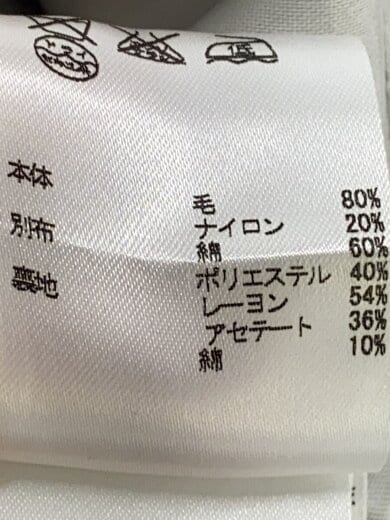 低
本体 毛 80%
ナイロン 20%
別布 綿 60%
ポリエステル 40%
裏地 レーヨン 54%
アセテート 36%
綿 10%